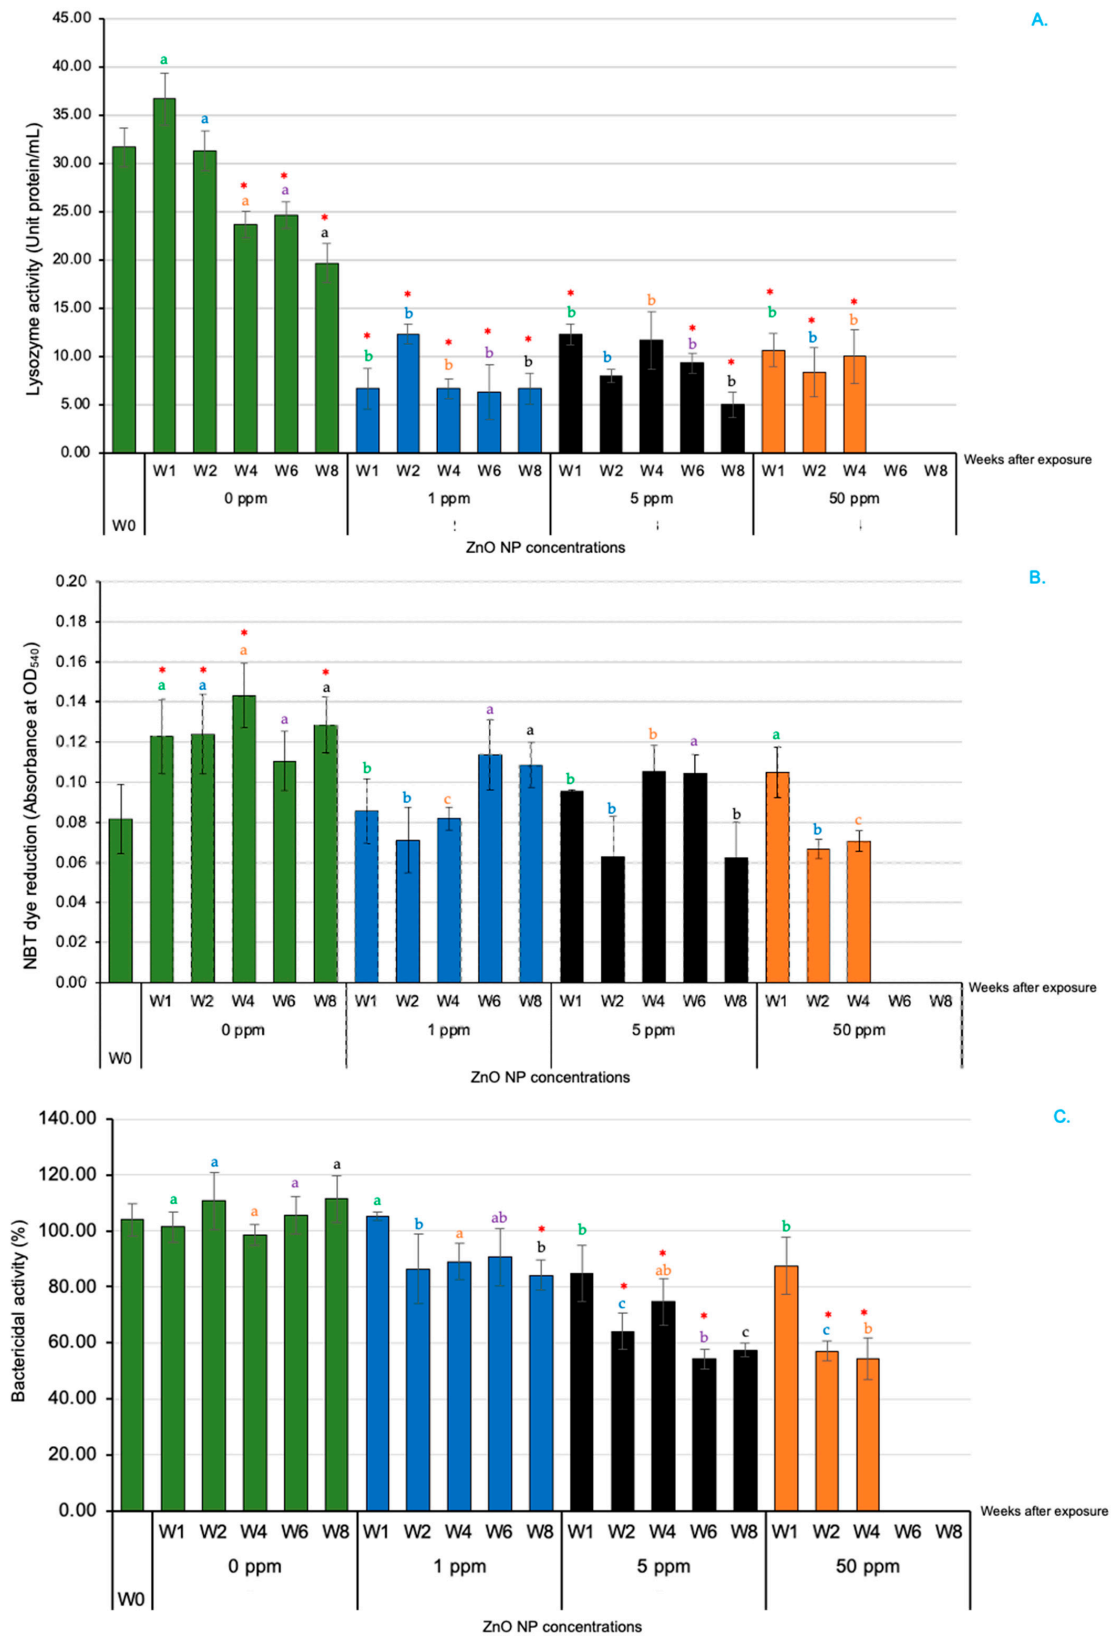 A.
Lysozyme activity (Unit protein/mL)
45.00
40.00
35.00
30.00
25.00
20.00
15.00
10.00
5.00
0.00
a
a
* a
* a
* a
* b
* b
* b
* b
* b
* b
b
b
* b
* b
* b
* b
* b
W1 W2 W4 W6 W8 W1 W2 W4 W6 W8 W1 W2 W4 W6 W8 W1 W2 W4 W6 W8
Weeks after exposure
0 ppm 1 ppm 5 ppm 50 ppm
W0
ZnO NP concentrations
B.
NBT dye reduction (Absorbance at OD540)
0.20
0.18
0.16
0.14
0.12
0.10
0.08
0.06
0.04
0.02
0.00
* a
* a
* a
a
* a
b
b
c
a
a
b
b
b
a
b
a
b
c
W1 W2 W4 W6 W8 W1 W2 W4 W6 W8 W1 W2 W4 W6 W8 W1 W2 W4 W6 W8
Weeks after exposure
0 ppm 1 ppm 5 ppm 50 ppm
W0
ZnO NP concentrations
C.
Bactericidal activity (%)
140.00
120.00
100.00
80.00
60.00
40.00
20.00
0.00
a
a
a
a
a
a
b
a
ab
* b
b
* c
* ab
* b
c
b
* c
* b
W1 W2 W4 W6 W8 W1 W2 W4 W6 W8 W1 W2 W4 W6 W8 W1 W2 W4 W6 W8
Weeks after exposure
0 ppm 1 ppm 5 ppm 50 ppm
W0
ZnO NP concentrations